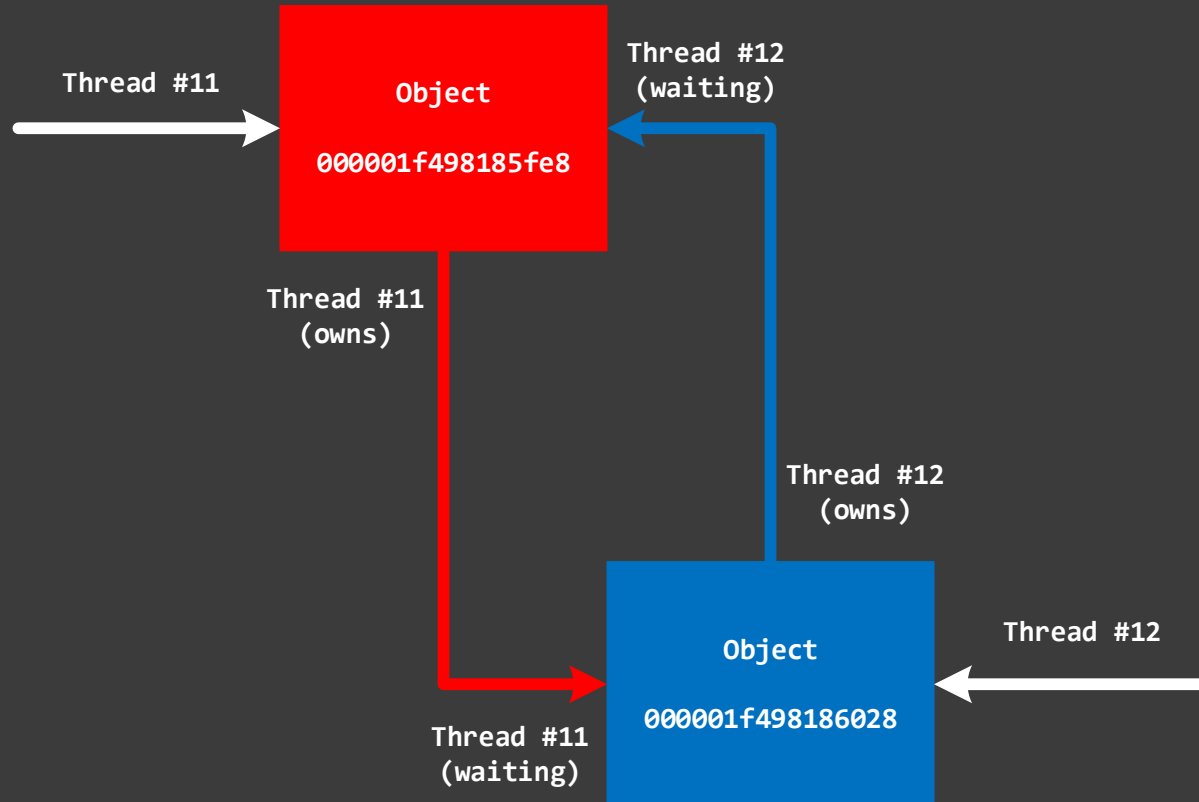 Thread #11
Object
000001f498185fe8
Thread #12
(waiting)
Thread #11
(owns)
Thread #12
(owns)
Object
000001f498186028
Thread #12
Thread #11
(waiting)